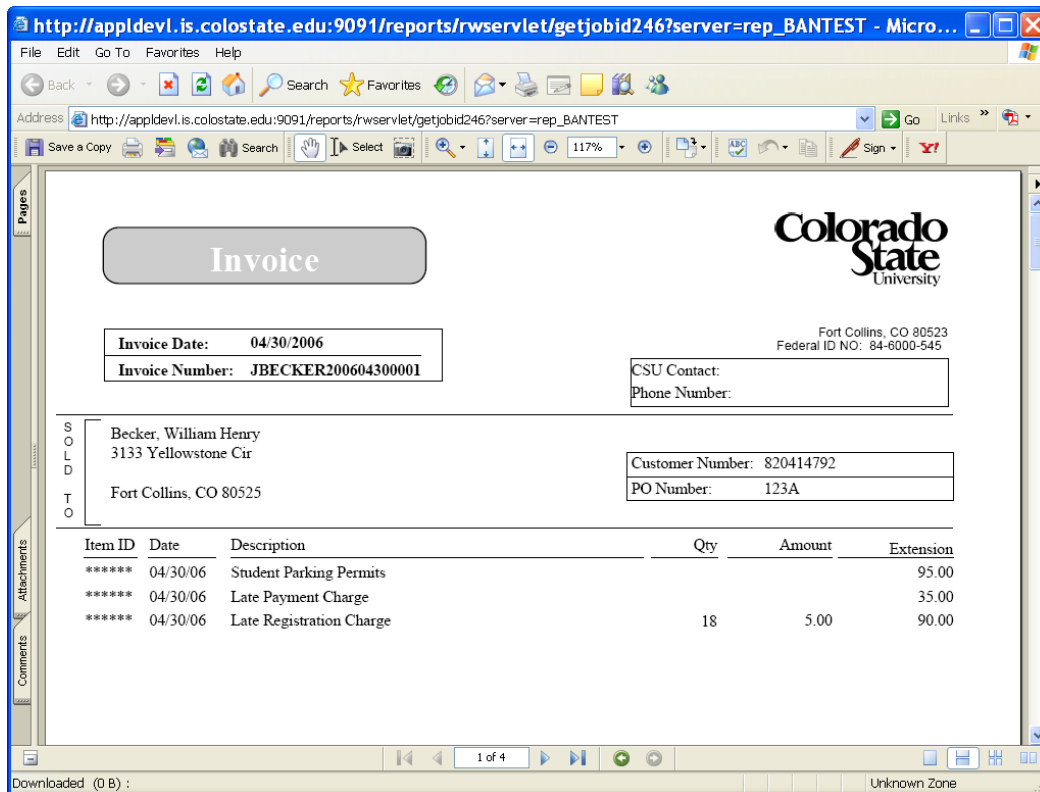 http://appldevl.is.colostate.edu:9091/reports/rwservlet/getjobid246?server=rep_BANTEST - Micro...
File Edit Go To Favorites Help
Back Search Favorites
Address http://appldevl.is.colostate.edu:9091/reports/rwservlet/getjobid246?server=rep_BANTEST Go Links »
Save a Copy Search Select 117% ABC Sign Y!
Pages
Invoice
Colorado
State
University
Invoice Date: 04/30/2006
Invoice Number: JBECKER200604300001
Fort Collins, CO 80523
Federal ID NO: 84-6000-545
CSU Contact:
Phone Number:
SOLD TO
Becker, William Henry
3133 Yellowstone Cir
Fort Collins, CO 80525
Customer Number: 820414792
PO Number: 123A
Item ID Date Description Qty Amount Extension
****** 04/30/06 Student Parking Permits 95.00
****** 04/30/06 Late Payment Charge 35.00
****** 04/30/06 Late Registration Charge 18 5.00 90.00
Attachments
Comments
1 of 4
Downloaded (0 B) : Unknown Zone